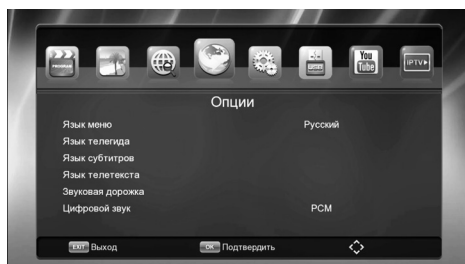 PROGRAM
You
Tube
IPTV
Опции
Язык меню Русский
Язык телегида
Язык субтитров
Язык телетекста
Звуковая дорожка
Цифровой звук PCM
EXIT Выход OK Подтвердить